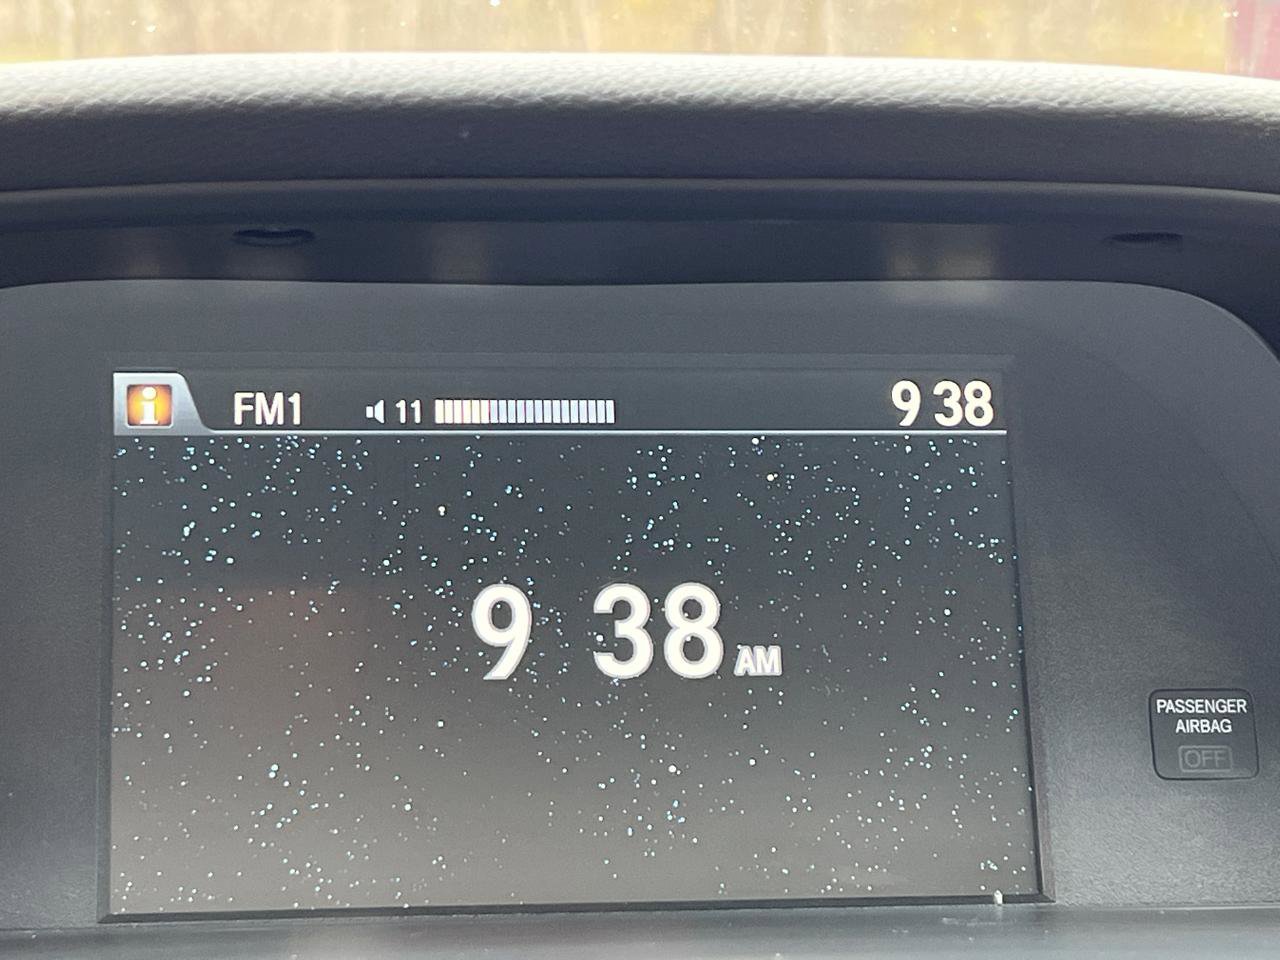 i FM1 11 9 38
9 38 AM
PASSENGER
AIRBAG
OFF